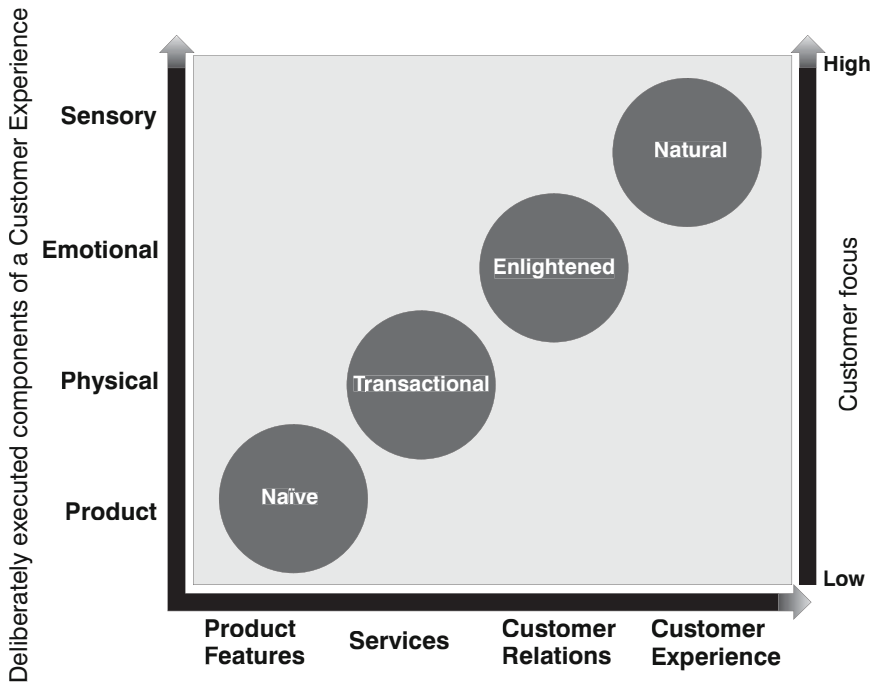 Deliberately executed components of a Customer Experience
High
Sensory
Natural
Emotional
Enlightened
Customer focus
Physical
Transactional
Naïve
Product
Low
Product
Features
Services
Customer
Relations
Customer
Experience